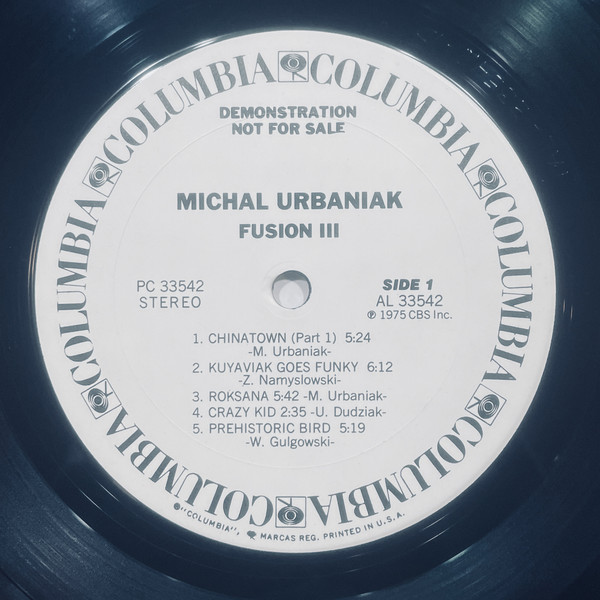 COLUMBIA COLUMBIA COLUMBIA COLUMBIA COLUMBIA COLUMBIA COLUMBIA
DEMONSTRATION
NOT FOR SALE
MICHAL URBANIAK
FUSION III
PC 33542
STEREO
SIDE 1
AL 33542
℗ 1975 CBS Inc.
1. CHINATOWN (Part 1) 5:24
-M. Urbaniak-
2. KUYAVIAK GOES FUNKY 6:12
-Z. Namyslowski-
3. ROKSANA 5:42 -M. Urbaniak-
4. CRAZY KID 2:35 -U. Dudziak-
5. PREHISTORIC BIRD 5:19
-W. Gulgowski-
"COLUMBIA", MARCAS REG. PRINTED IN U.S.A.